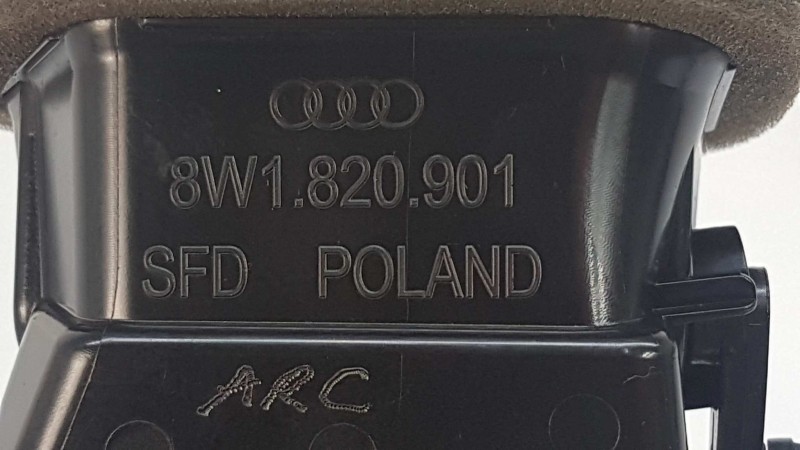 8W1.820.901
SFD POLAND
ARC